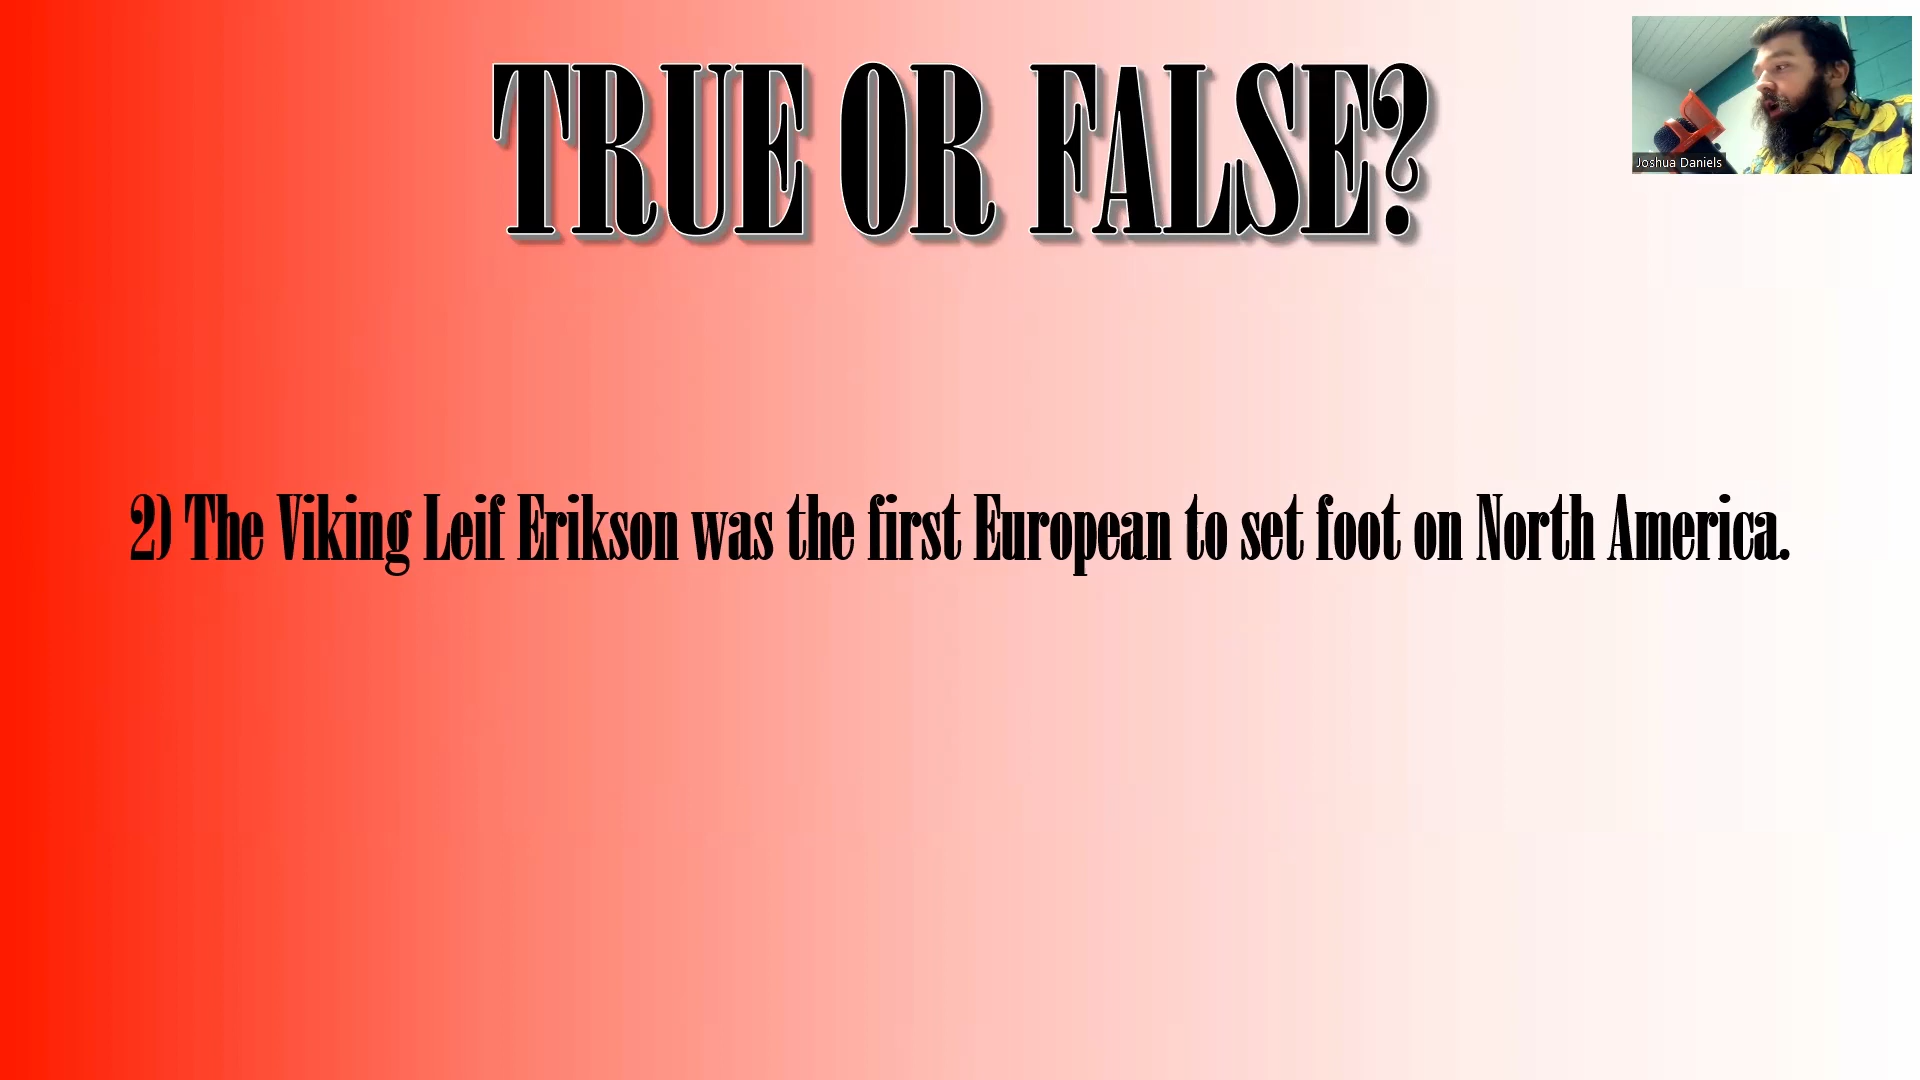 TRUE OR FALSE?
Joshua Daniels
2) The Viking Leif Erikson was the first European to set foot on North America.